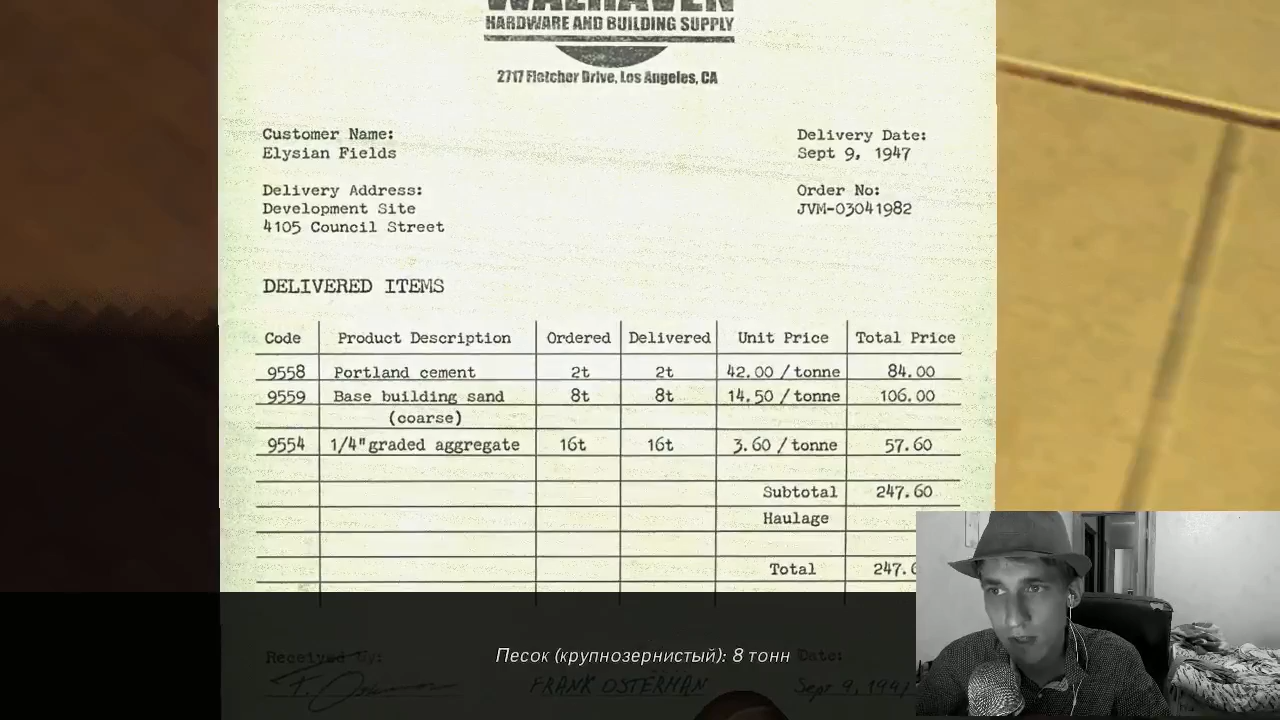 WALHAVEN
HARDWARE AND BUILDING SUPPLY
2717 Fletcher Drive, Los Angeles, CA
Customer Name:
Elysian Fields
Delivery Date:
Sept 9, 1947
Delivery Address:
Development Site
4105 Council Street
Order No:
JVM-03041982
DELIVERED ITEMS
Code Product Description Ordered Delivered Unit Price Total Price
9558 Portland cement 2t 2t 42.00 / tonne 84.00
9559 Base building sand 8t 8t 14.50 / tonne 106.00
(coarse)
9554 1/4" graded aggregate 16t 16t 3.60 / tonne 57.60
Subtotal 247.60
Haulage
Total 247.6
Received By: Date:
Песок (крупнозернистый): 8 тонн
FRANK OSTERMAN Sept 9, 1947